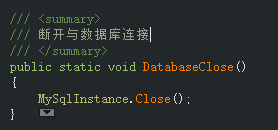 /// <summary>
/// 断开与数据库连接
/// </summary>
public static void DatabaseClose()
{
    MySqlInstance.Close();
}